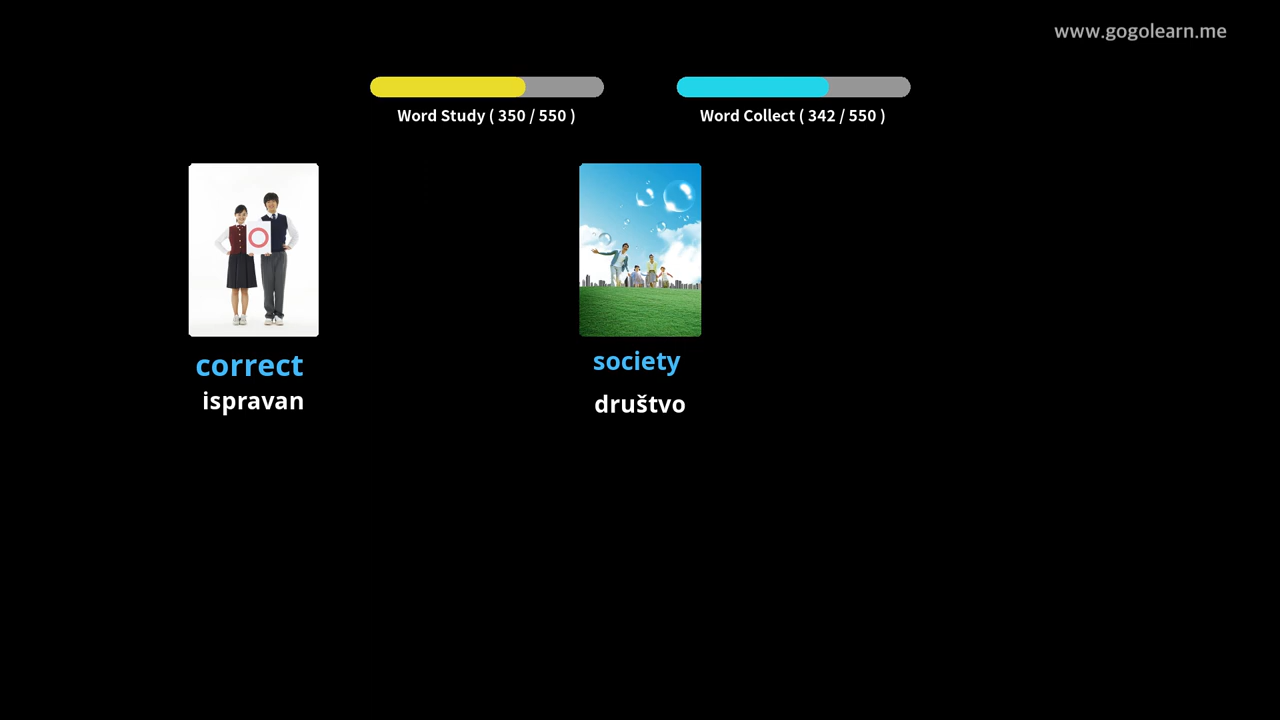 www.gogolearn.me
Word Study ( 350 / 550 )
Word Collect ( 342 / 550 )
correct
ispravan
society
društvo